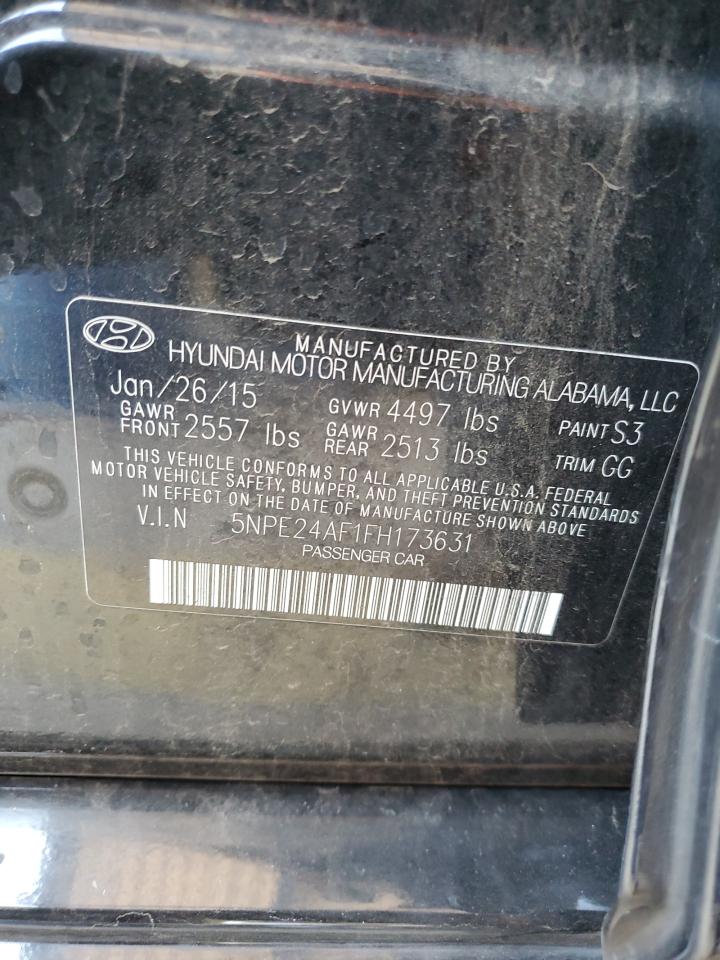 MANUFACTURED BY
HYUNDAI MOTOR MANUFACTURING ALABAMA, LLC
Jan/26/15 GVWR 4497 lbs PAINT S3
GAWR FRONT 2557 lbs GAWR REAR 2513 lbs TRIM GG
THIS VEHICLE CONFORMS TO ALL APPLICABLE U.S.A. FEDERAL
MOTOR VEHICLE SAFETY, BUMPER, AND THEFT PREVENTION STANDARDS
IN EFFECT ON THE DATE OF MANUFACTURE SHOWN ABOVE
V.I.N 5NPE24AF1FH173631
PASSENGER CAR